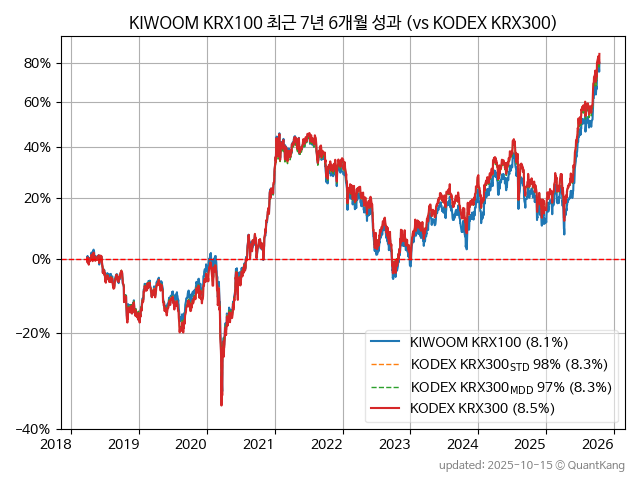 KIWOOM KRX100 최근 7년 6개월 성과 (vs KODEX KRX300)
80%
60%
40%
20%
0%
−20%
−40%
2018 2019 2020 2021 2022 2023 2024 2025 2026
KIWOOM KRX100 (8.1%)
KODEX KRX300STD 98% (8.3%)
KODEX KRX300MDD 97% (8.3%)
KODEX KRX300 (8.5%)
updated: 2025-10-15 © QuantKang